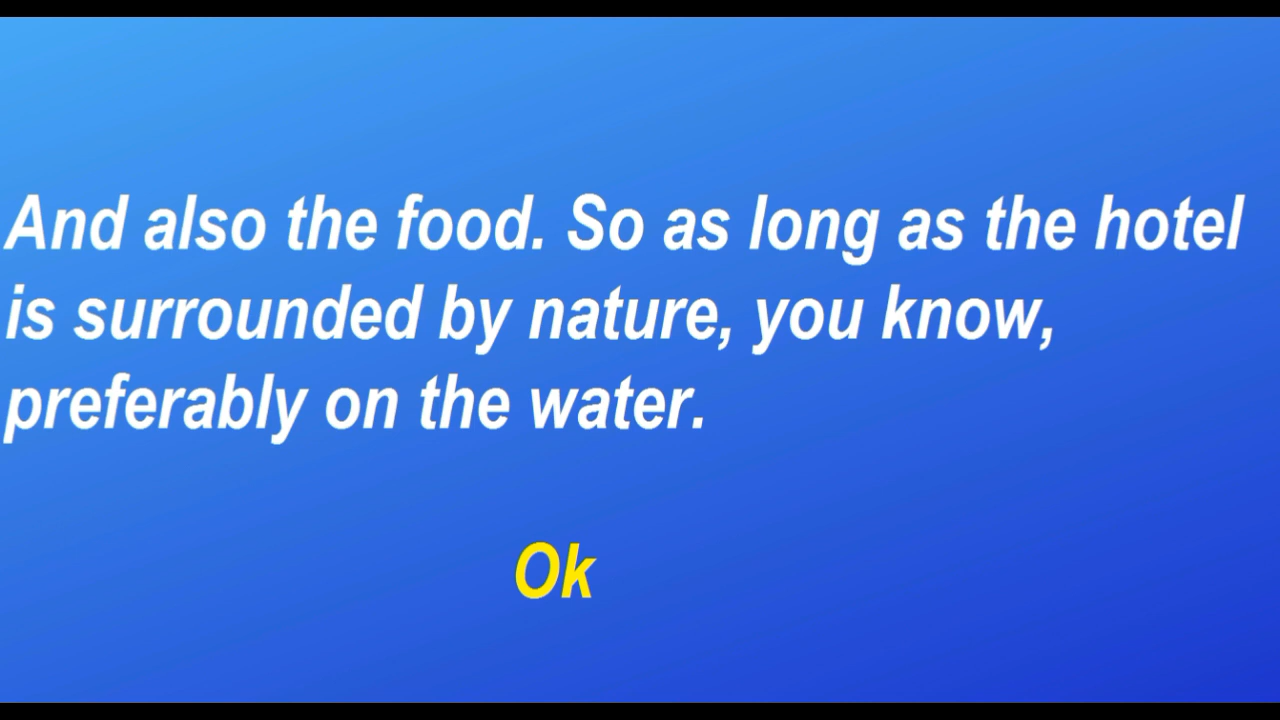 And also the food. So as long as the hotel
is surrounded by nature, you know,
preferably on the water.
Ok